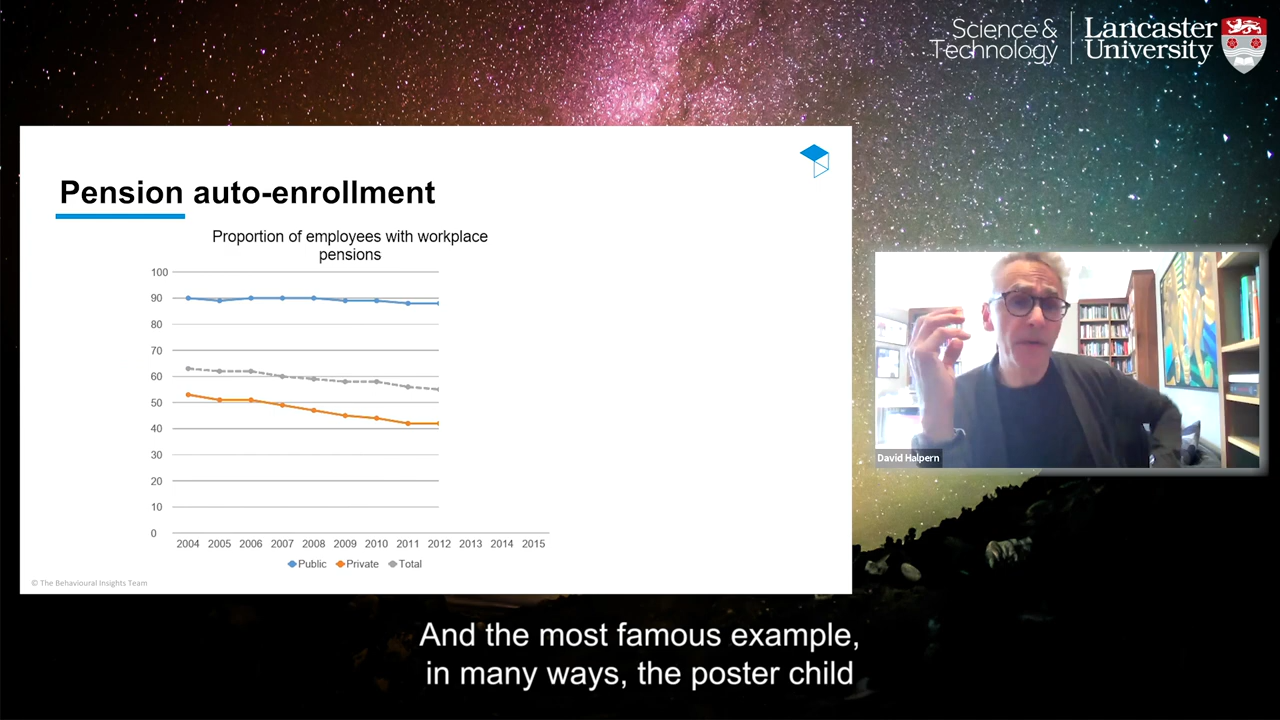 Science &
Technology
Lancaster
University
Pension auto-enrollment
Proportion of employees with workplace
pensions
100
90
80
70
60
50
40
30
20
10
0
2004 2005 2006 2007 2008 2009 2010 2011 2012 2013 2014 2015
Public Private Total
© The Behavioural Insights Team
David Halpern
And the most famous example,
in many ways, the poster child